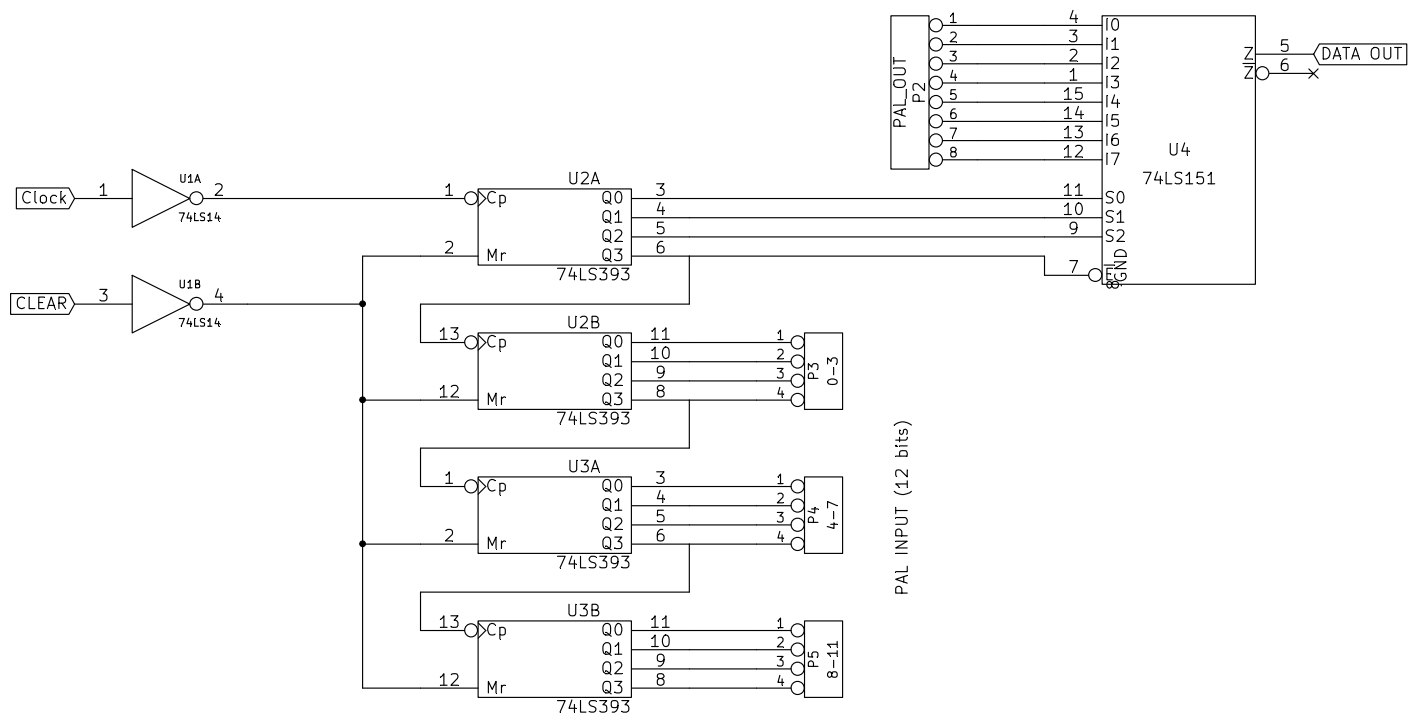 PAL_OUT
P2
1 4 I0
2 3 I1
3 2 I2
4 1 I3
5 15 I4
6 14 I5
7 13 I6
8 12 I7
Z 5 DATA OUT
Z 6
U4
74LS151
11 S0
10 S1
9 S2
7 E
8 GND
Clock 1 U1A 2
74LS14
CLEAR 3 U1B 4
74LS14
U2A
1 Cp Q0 3
Q1 4
Q2 5
2 Mr Q3 6
74LS393
U2B
13 Cp Q0 11 1
Q1 10 2
Q2 9 3
12 Mr Q3 8 4
74LS393
P3
0-3
U3A
1 Cp Q0 3 1
Q1 4 2
Q2 5 3
2 Mr Q3 6 4
74LS393
P4
4-7
U3B
13 Cp Q0 11 1
Q1 10 2
Q2 9 3
12 Mr Q3 8 4
74LS393
P5
8-11
PAL INPUT (12 bits)